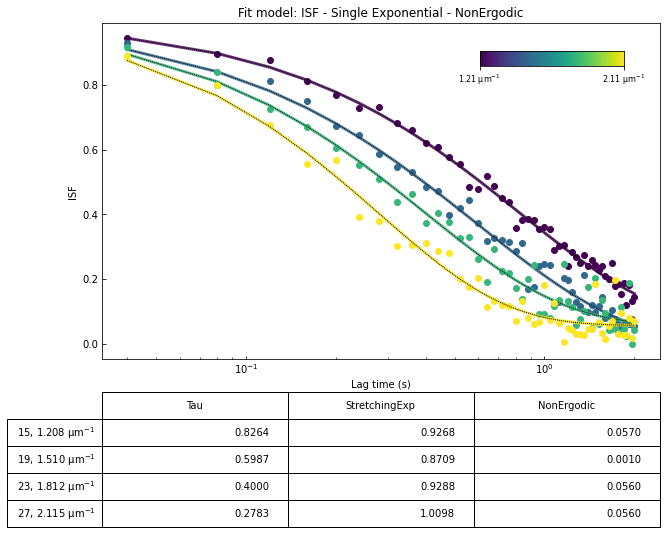 Fit model: ISF - Single Exponential - NonErgodic
ISF
0.8
0.6
0.4
0.2
0.0
1.21 μm⁻¹ 2.11 μm⁻¹
10⁻¹ 10⁰
Lag time (s)
Tau StretchingExp NonErgodic
15, 1.208 μm⁻¹ 0.8264 0.9268 0.0570
19, 1.510 μm⁻¹ 0.5987 0.8709 0.0010
23, 1.812 μm⁻¹ 0.4000 0.9288 0.0560
27, 2.115 μm⁻¹ 0.2783 1.0098 0.0560